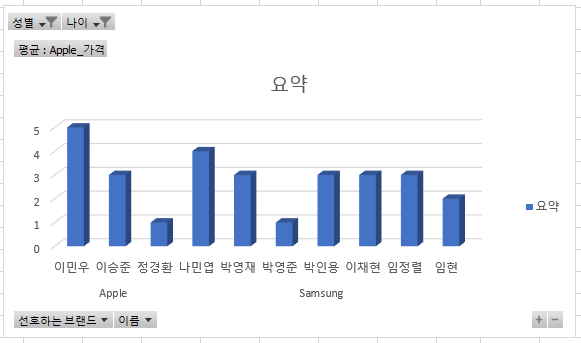 성별 나이
평균 : Apple_가격
요약
5
4
3
2
1
0
요약
이민우 이승준 정경환 나민엽 박영재 박영준 박인용 이채현 임정렬 임현
Apple Samsung
선호하는 브랜드 이름
+ −